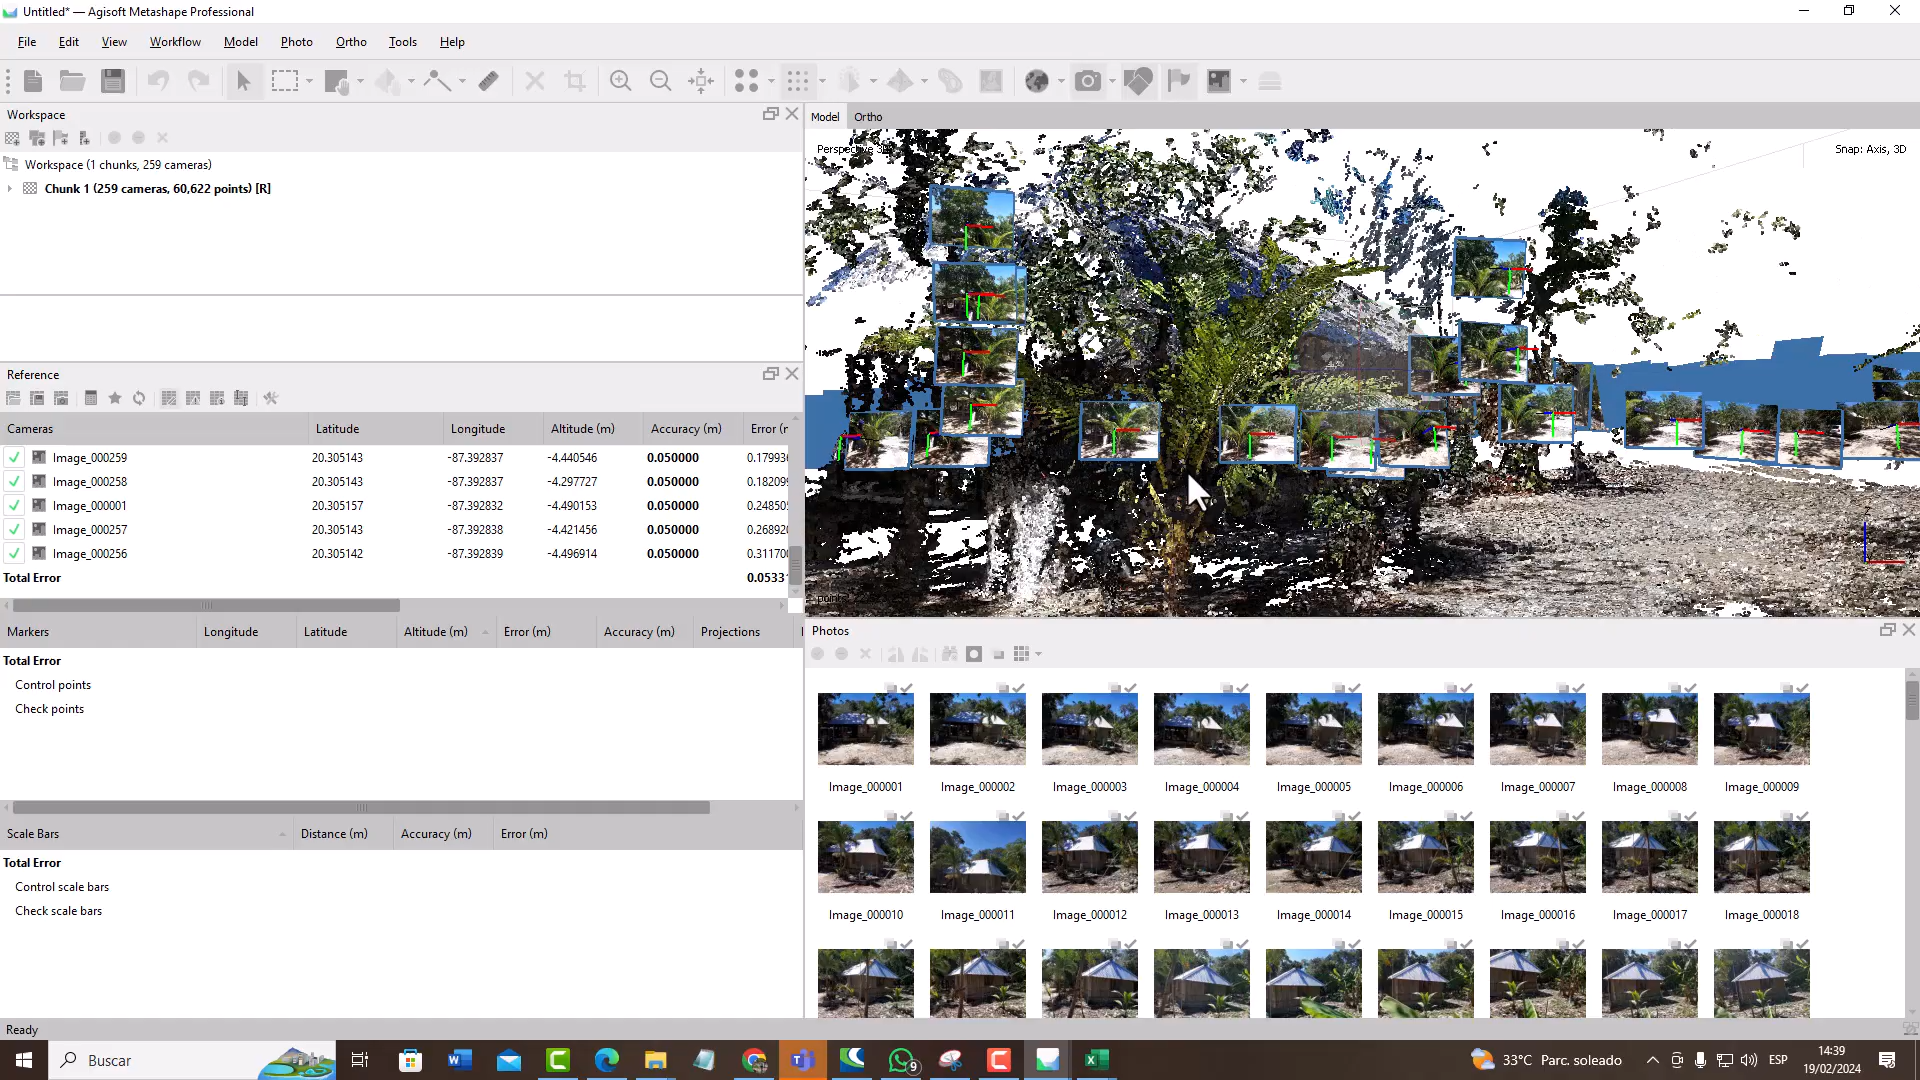 Untitled* — Agisoft Metashape Professional
File Edit View Workflow Model Photo Ortho Tools Help
Workspace
Workspace (1 chunks, 259 cameras)
Chunk 1 (259 cameras, 60,622 points) [R]
Model Ortho
Snap: Axis, 3D
Reference
Cameras Latitude Longitude Altitude (m) Accuracy (m)
Image_000259 20.305143 -87.392837 -4.440546 0.050000
Image_000258 20.305143 -87.392837 -4.297727 0.050000
Image_000001 20.305157 -87.392832 -4.490153 0.050000
Image_000257 20.305143 -87.392838 -4.421456 0.050000
Image_000256 20.305142 -87.392839 -4.496914 0.050000
Total Error
Markers Longitude Latitude Altitude (m) Error (m) Accuracy (m) Projections
Total Error
Control points
Check points
Scale Bars Distance (m) Accuracy (m) Error (m)
Total Error
Control scale bars
Check scale bars
Photos
Image_000001 Image_000002 Image_000003 Image_000004 Image_000005 Image_000006 Image_000007 Image_000008 Image_000009
Image_000010 Image_000011 Image_000012 Image_000013 Image_000014 Image_000015 Image_000016 Image_000017 Image_000018
Ready
Buscar
9
33°C Parc. soleado
ESP
14:39
19/02/2024